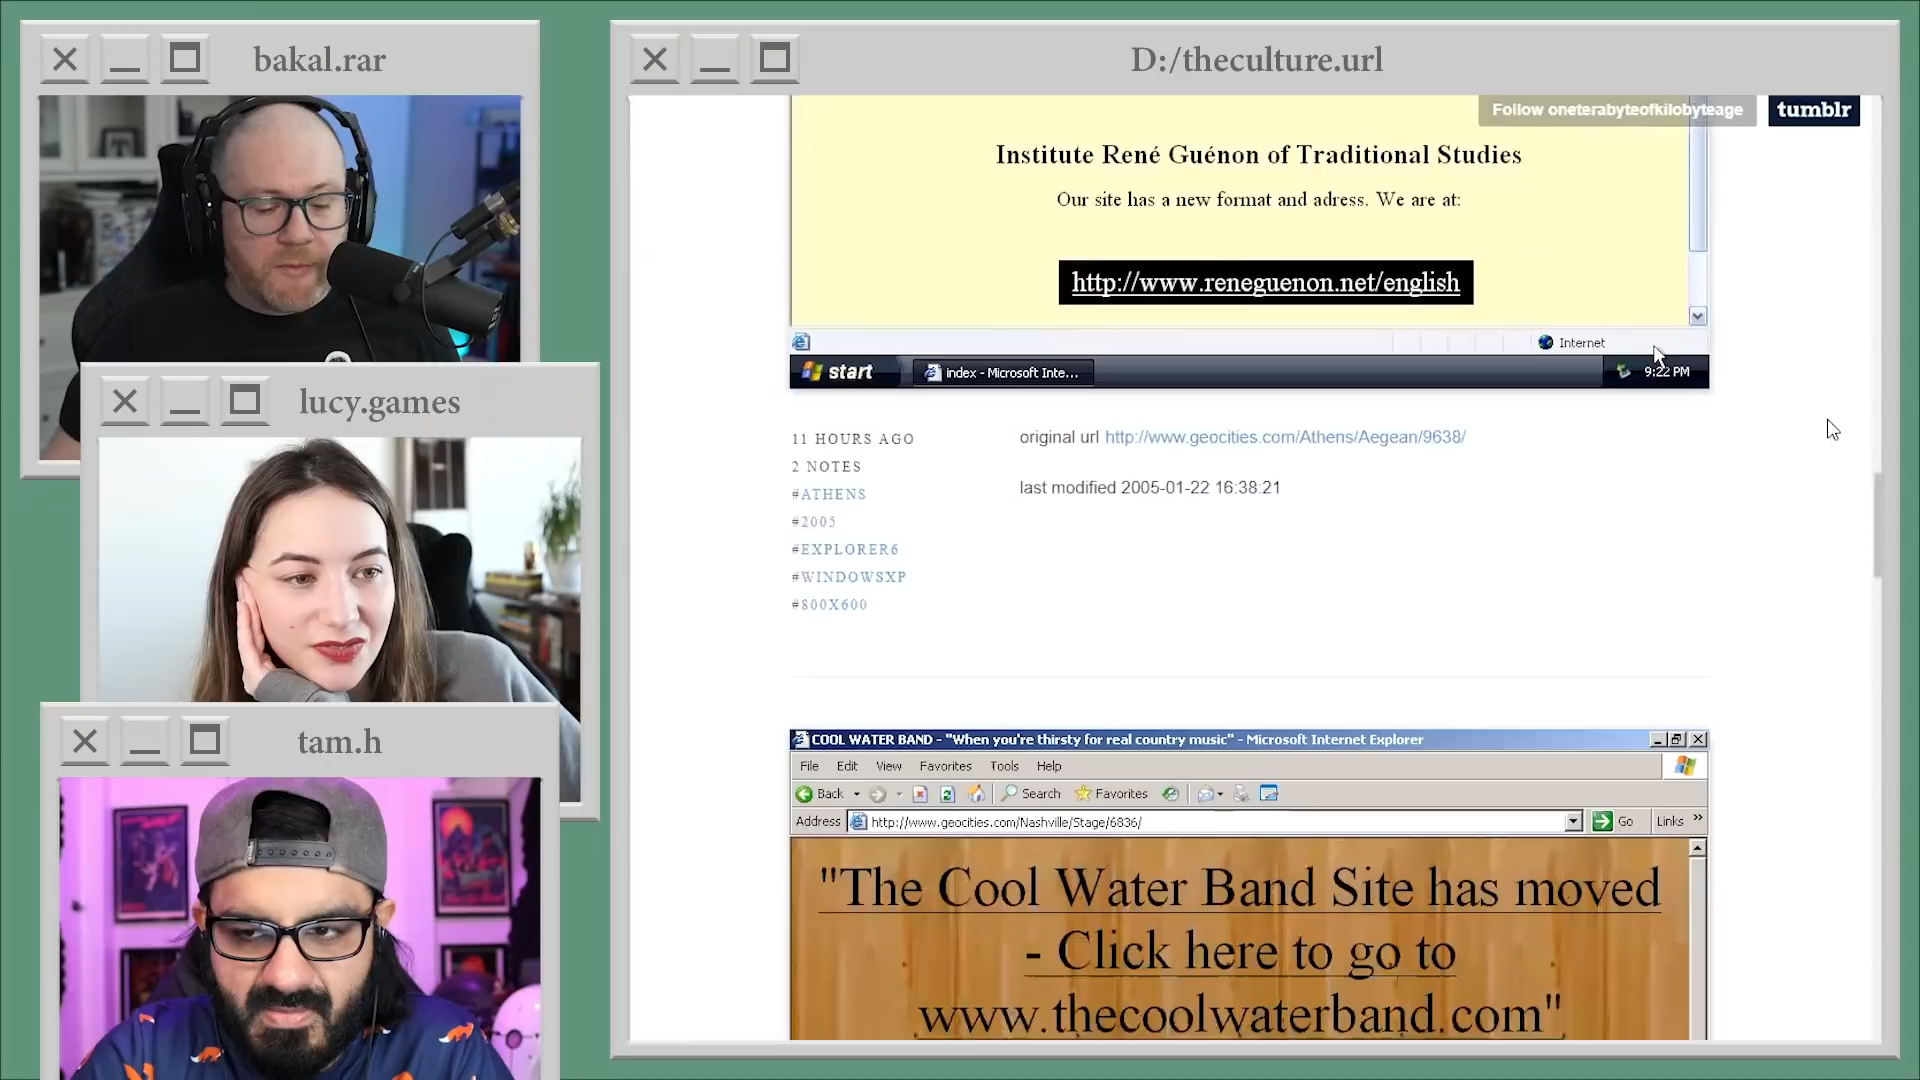 bakal.rar
lucy.games
tam.h
D:/theculture.url
Follow oneterabyteofkilobyteage
tumblr
Institute René Guénon of Traditional Studies
Our site has a new format and adress. We are at:
http://www.reneguenon.net/english
Internet
start
index - Microsoft Inte...
9:22 PM
11 HOURS AGO
2 NOTES
#ATHENS
#2005
#EXPLORER6
#WINDOWSXP
#800X600
original url http://www.geocities.com/Athens/Aegean/9638/
last modified 2005-01-22 16:38:21
COOL WATER BAND - "When you're thirsty for real country music" - Microsoft Internet Explorer
File Edit View Favorites Tools Help
Back Search Favorites
Address http://www.geocities.com/Nashville/Stage/6836/ Go Links »
"The Cool Water Band Site has moved
- Click here to go to
www.thecoolwaterband.com"